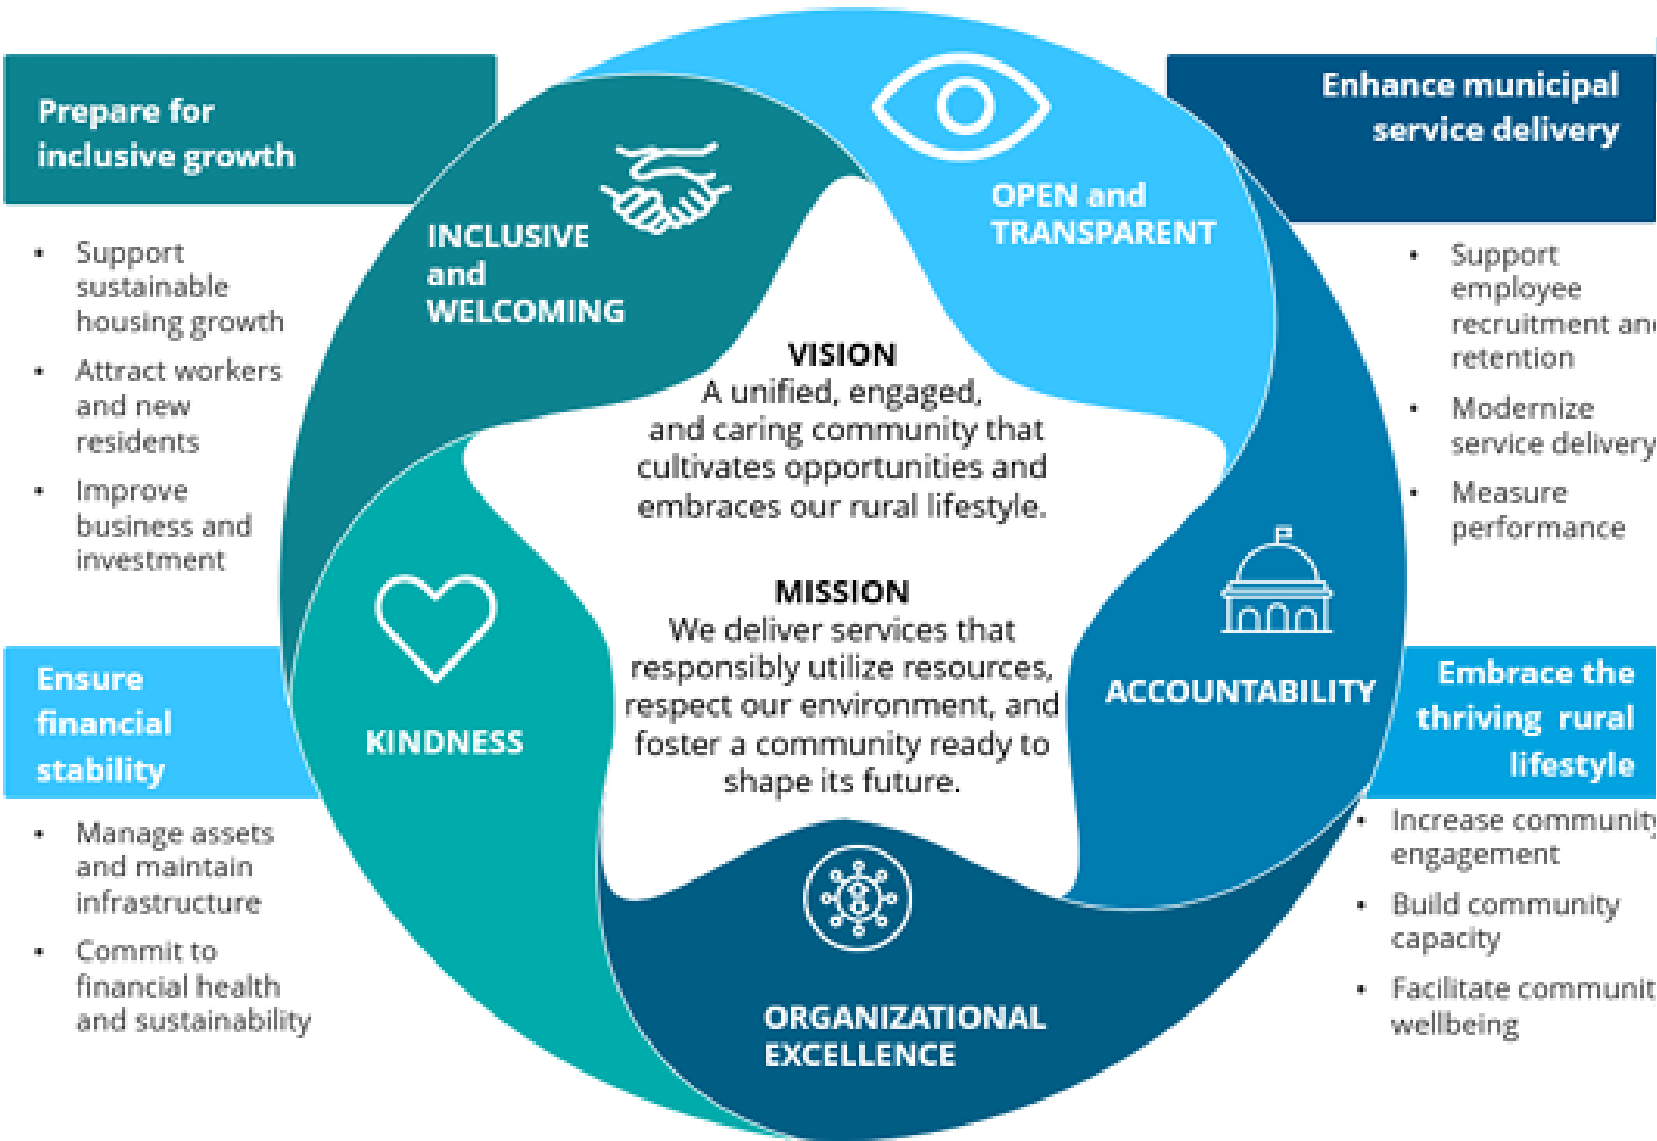 Prepare for
inclusive growth
• Support
sustainable
housing growth
• Attract workers
and new
residents
• Improve
business and
investment
Ensure
financial
stability
• Manage assets
and maintain
infrastructure
• Commit to
financial health
and sustainability
INCLUSIVE
and
WELCOMING
OPEN and
TRANSPARENT
ACCOUNTABILITY
ORGANIZATIONAL
EXCELLENCE
KINDNESS
VISION
A unified, engaged,
and caring community that
cultivates opportunities and
embraces our rural lifestyle.
MISSION
We deliver services that
responsibly utilize resources,
respect our environment, and
foster a community ready to
shape its future.
Enhance municipal
service delivery
• Support
employee
recruitment an
retention
• Modernize
service delivery
• Measure
performance
Embrace the
thriving rural
lifestyle
• Increase community
engagement
• Build community
capacity
• Facilitate communit
wellbeing